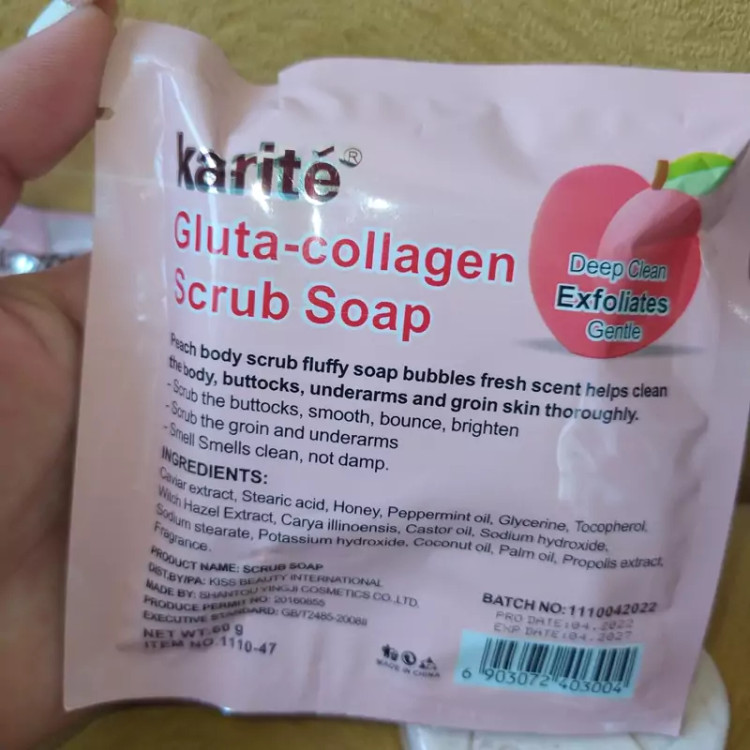 karité®
Gluta-collagen
Scrub Soap
Deep Clean
Exfoliates
Gentle
Peach body scrub fluffy soap bubbles fresh scent helps clean
the body, buttocks, underarms and groin skin thoroughly.
- Scrub the buttocks, smooth, bounce, brighten
- Scrub the groin and underarms
- Smell Smells clean, not damp.
INGREDIENTS:
Caviar extract, Stearic acid, Honey, Peppermint oil, Glycerine, Tocopherol,
Witch Hazel Extract, Carya illinoensis, Castor oil, Sodium hydroxide,
Sodium stearate, Potassium hydroxide, Coconut oil, Palm oil, Propolis extract,
Fragrance.
PRODUCT NAME: SCRUB SOAP
DIST.BY/PA: KISS BEAUTY INTERNATIONAL
MADE BY: SHANTOU YINGJI COSMETICS CO.,LTD.
PRODUCE PERMIT NO: 20160855
EXECUTIVE STANDARD: GB/T2485-20088
NET WT.60 g
ITEM NO.1110-47
BATCH NO:1110042022
PRO DATE:04.2022
EXP DATE:04.2027
MADE IN CHINA
6 903072 403004